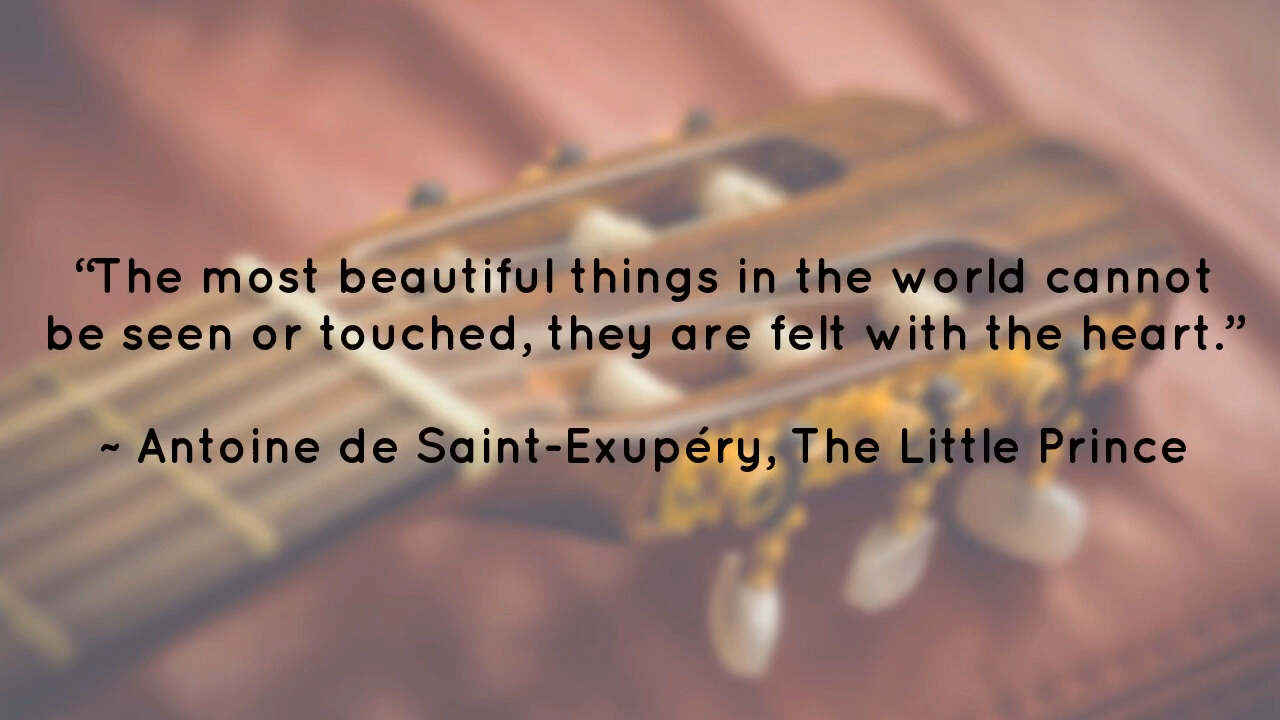 “The most beautiful things in the world cannot
be seen or touched, they are felt with the heart.”
~ Antoine de Saint-Exupéry, The Little Prince